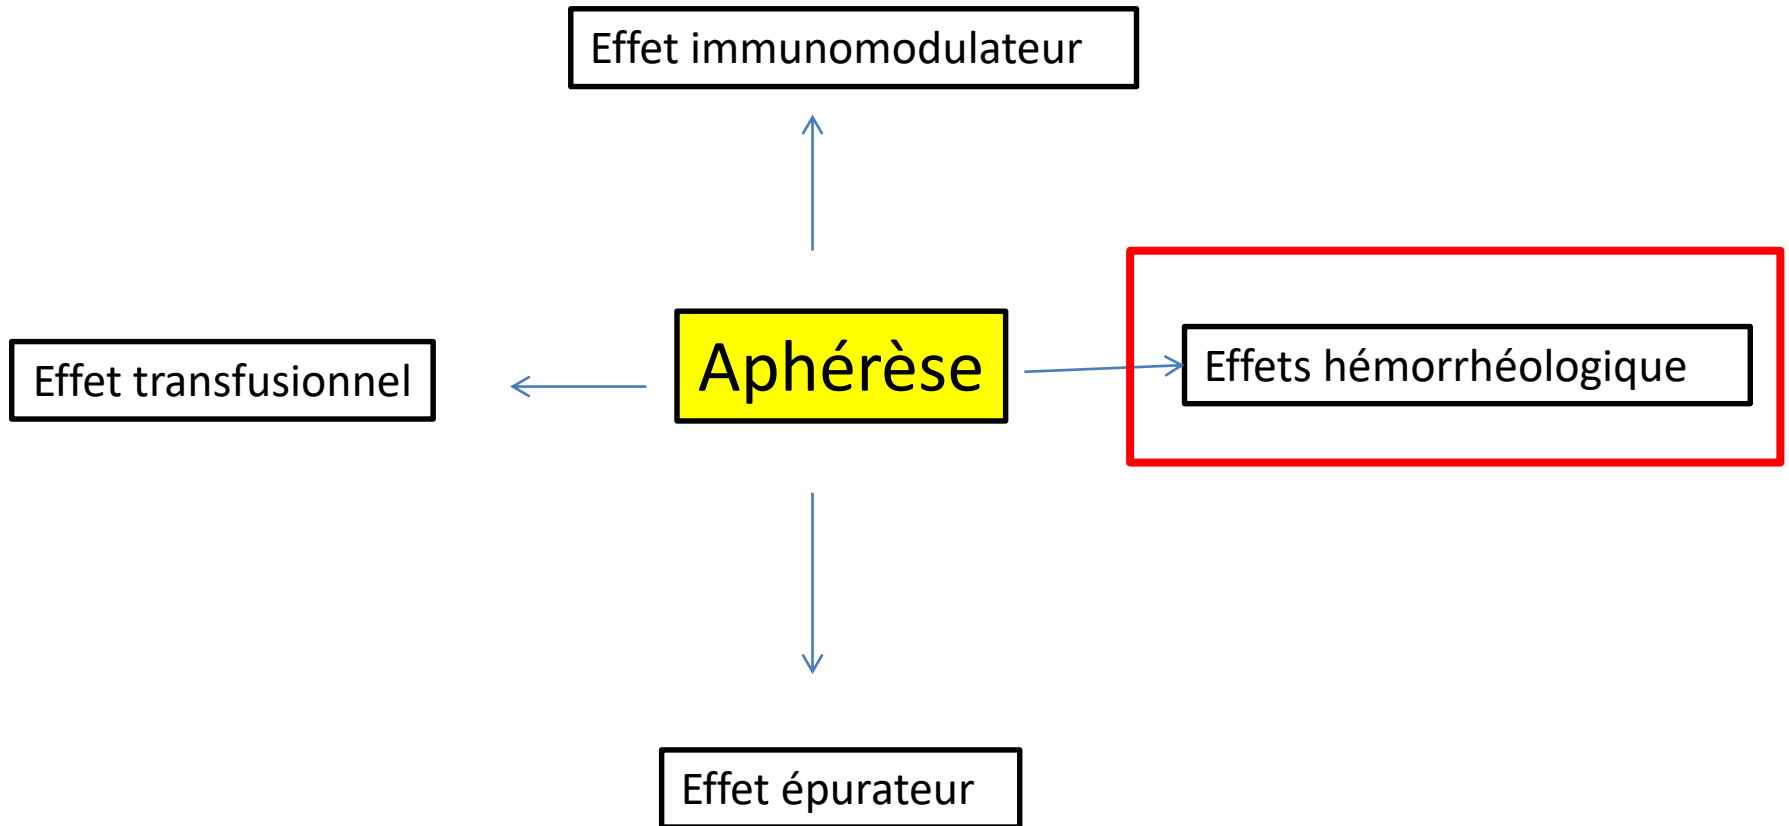 Effet immunomodulateur
Effet transfusionnel
Aphérèse
Effets hémorrhéologique
Effet épurateur